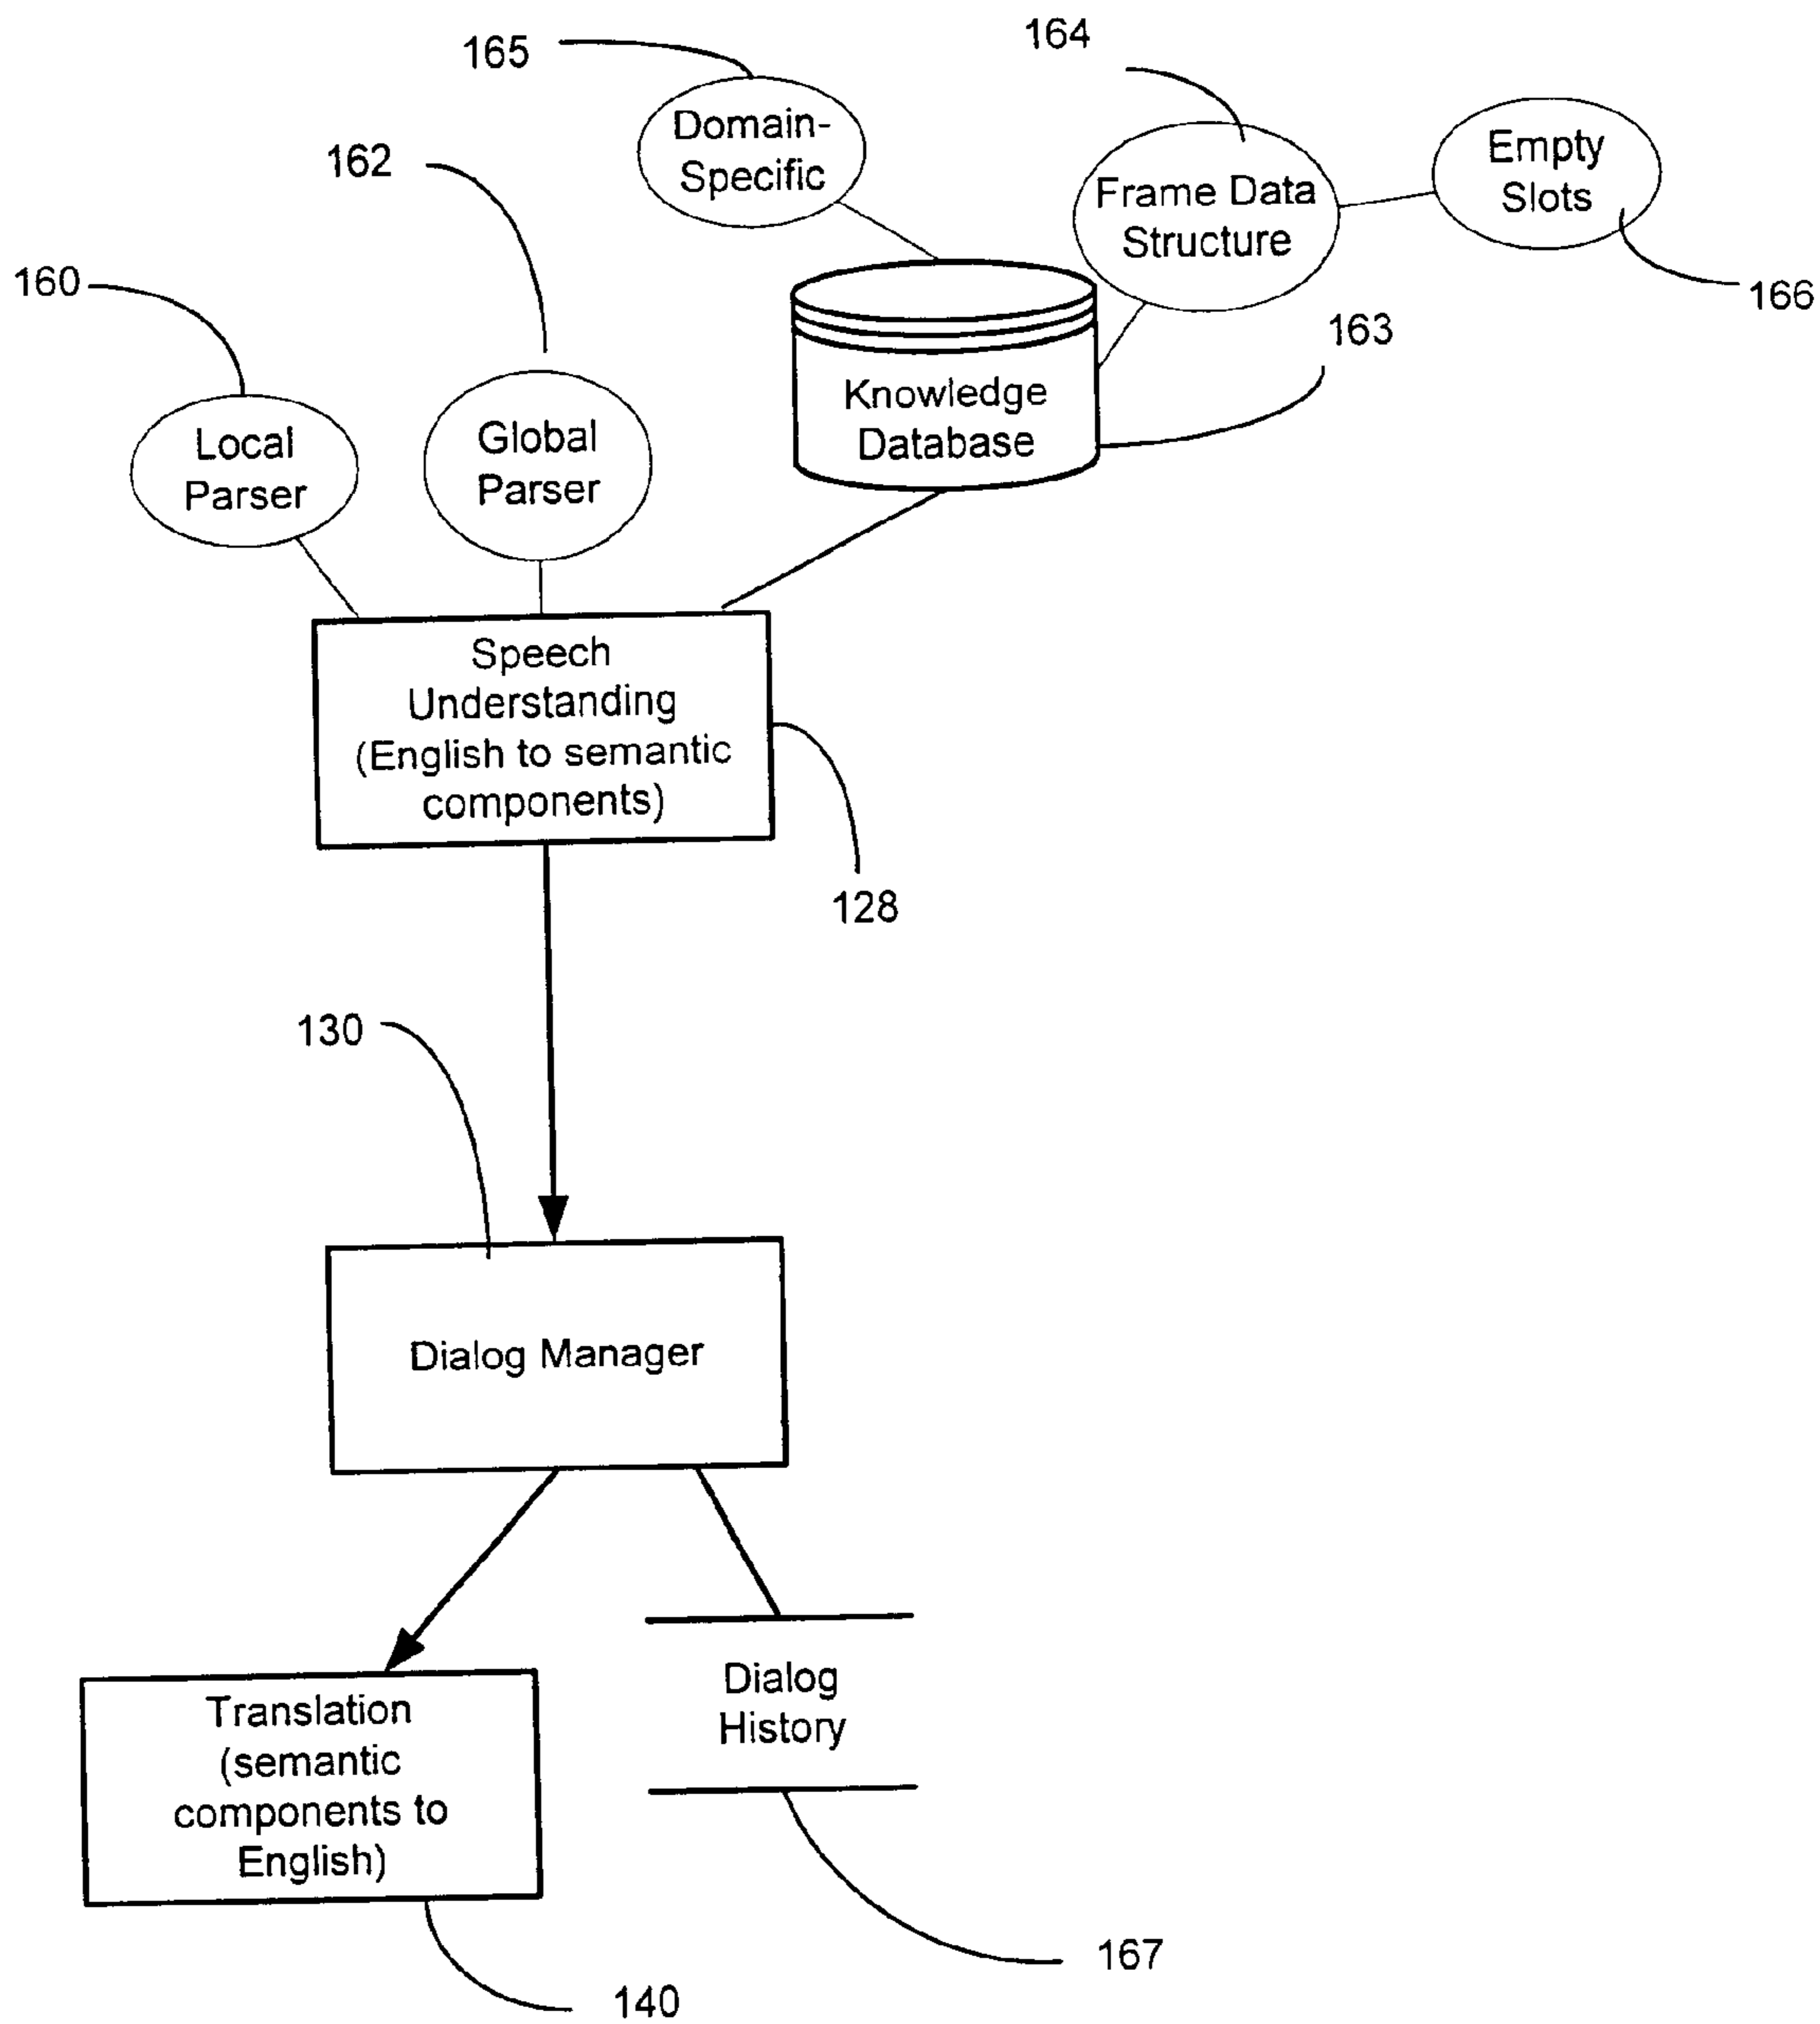 165
164
Domain-
Specific
Empty
Slots
162
Frame Data
Structure
160
166
163
Knowledge
Database
Local
Parser
Global
Parser
Speech
Understanding
(English to semantic
components)
128
130
Dialog Manager
Dialog
History
Translation
(semantic
components to
English)
167
140